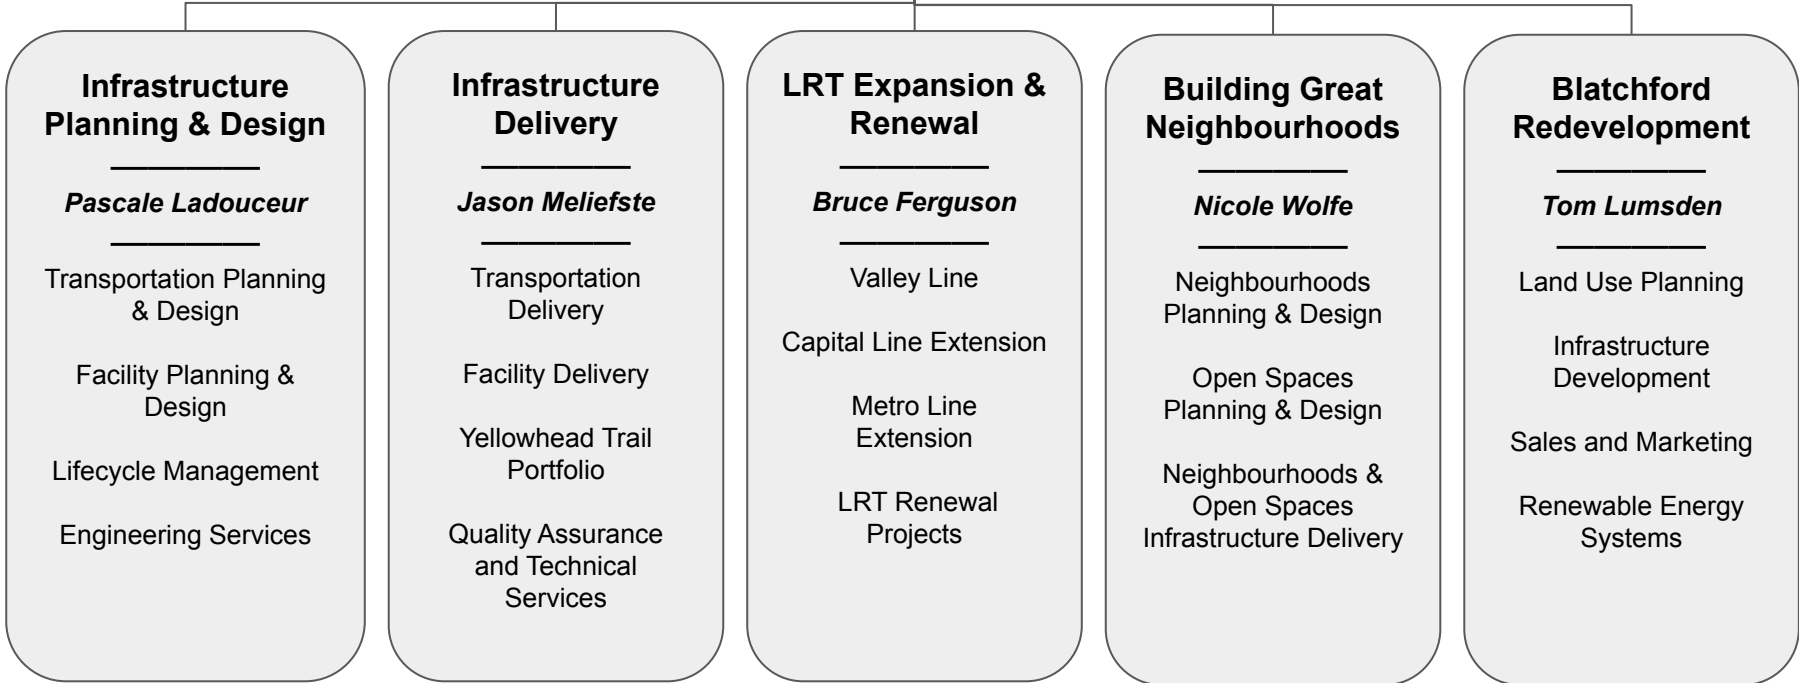 Infrastructure
Planning & Design
Pascale Ladouceur
Transportation Planning
& Design
Facility Planning &
Design
Lifecycle Management
Engineering Services
Infrastructure
Delivery
Jason Meliefste
Transportation
Delivery
Facility Delivery
Yellowhead Trail
Portfolio
Quality Assurance
and Technical
Services
LRT Expansion &
Renewal
Bruce Ferguson
Valley Line
Capital Line Extension
Metro Line
Extension
LRT Renewal
Projects
Building Great
Neighbourhoods
Nicole Wolfe
Neighbourhoods
Planning & Design
Open Spaces
Planning & Design
Neighbourhoods &
Open Spaces
Infrastructure Delivery
Blatchford
Redevelopment
Tom Lumsden
Land Use Planning
Infrastructure
Development
Sales and Marketing
Renewable Energy
Systems